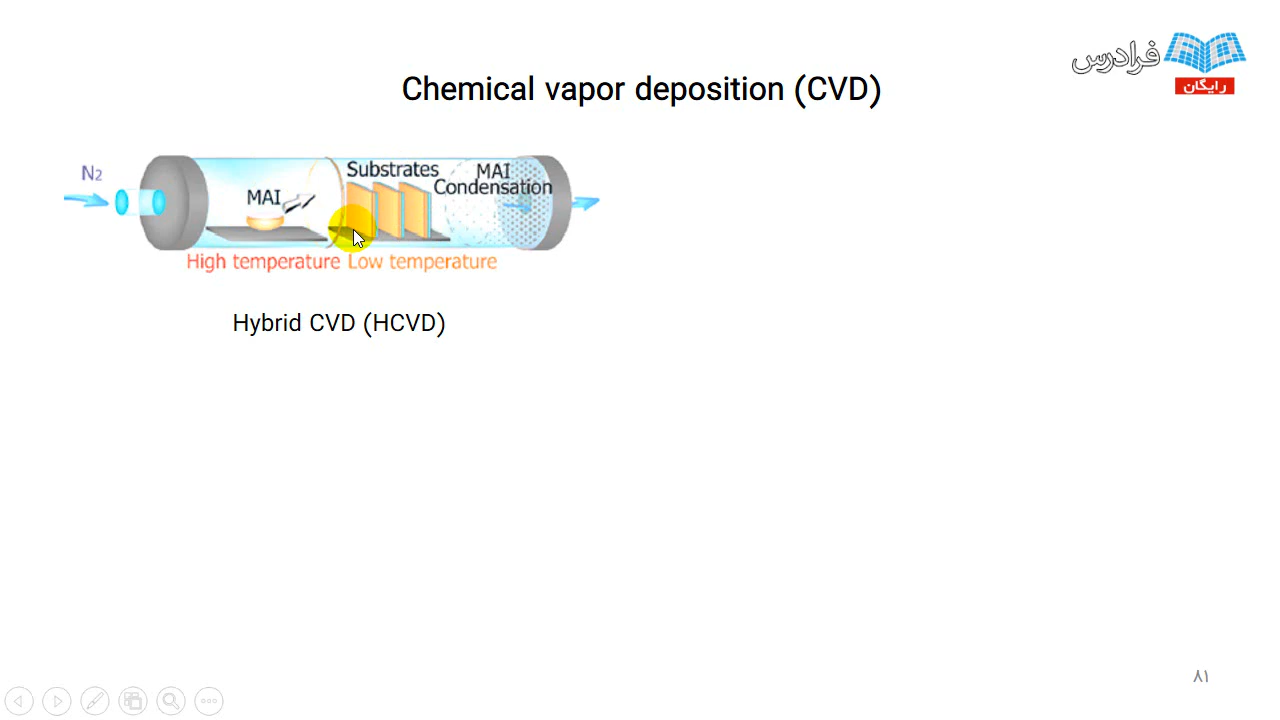 فرادرس
رایگان
Chemical vapor deposition (CVD)
N2
MAI
Substrates
MAI
Condensation
High temperature
Low temperature
Hybrid CVD (HCVD)
۸۱